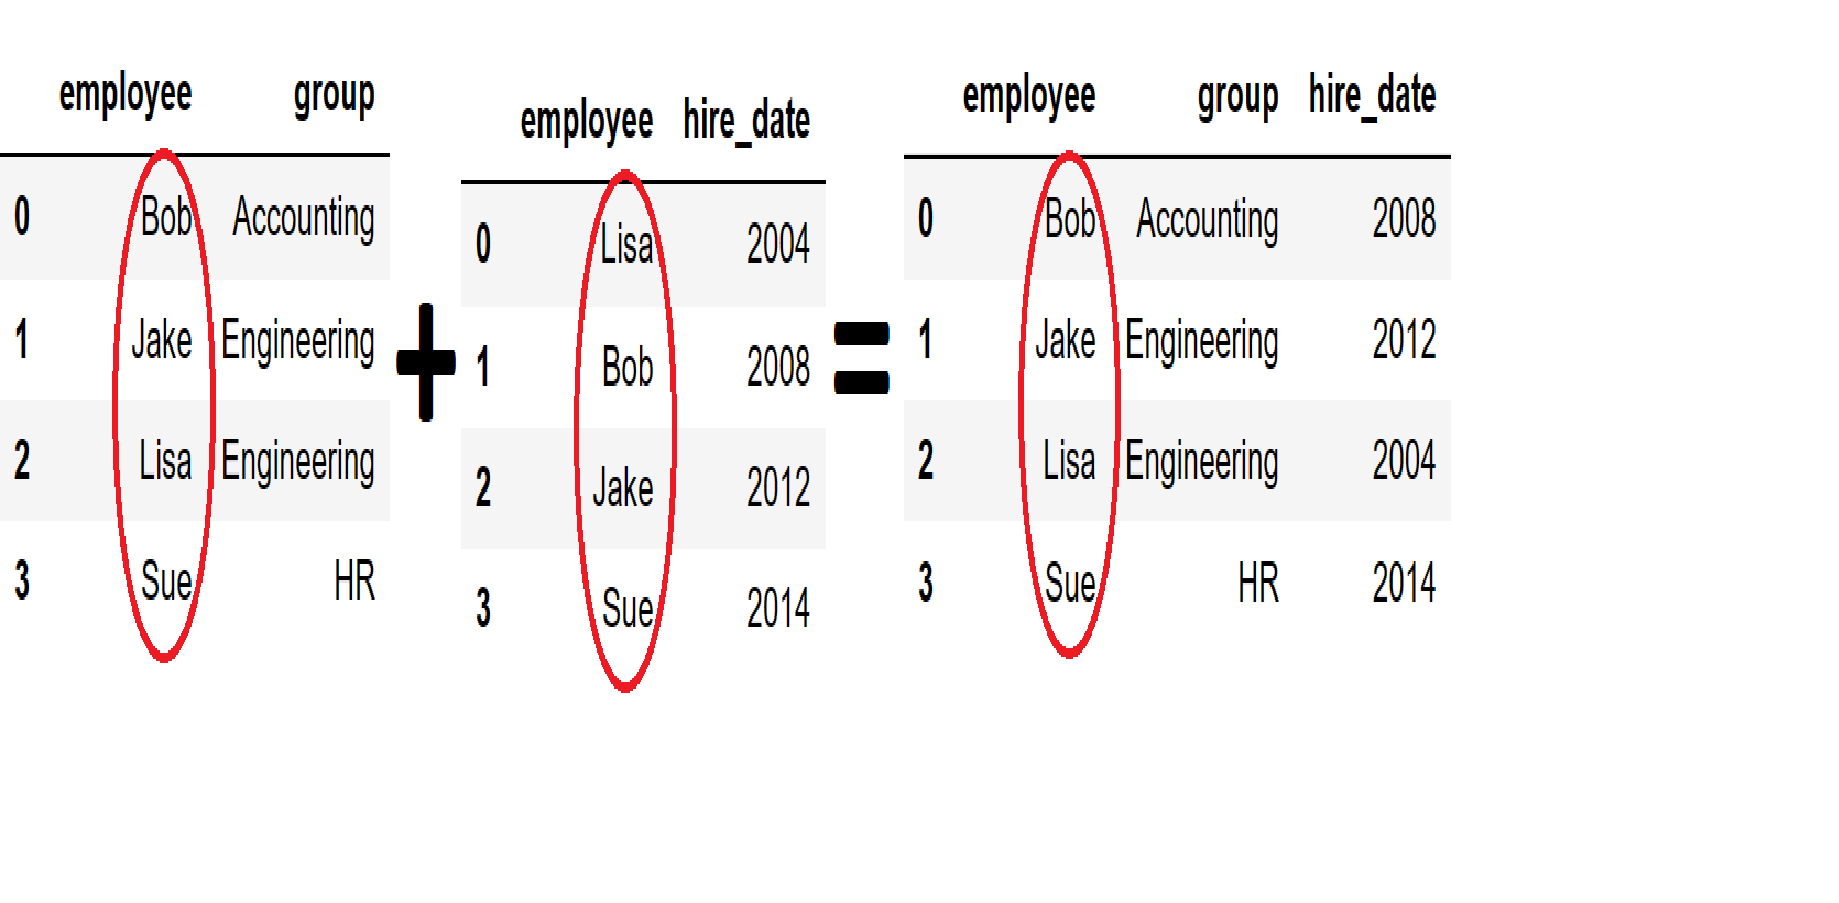 employee group
0 Bob Accounting
1 Jake Engineering
2 Lisa Engineering
3 Sue HR
+
employee hire_date
0 Lisa 2004
1 Bob 2008
2 Jake 2012
3 Sue 2014
=
employee group hire_date
0 Bob Accounting 2008
1 Jake Engineering 2012
2 Lisa Engineering 2004
3 Sue HR 2014